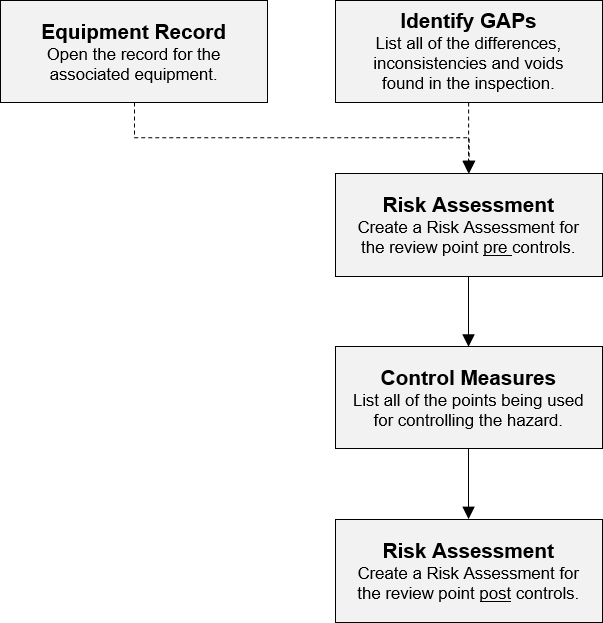 Equipment Record
Open the record for the
associated equipment.
Identify GAPs
List all of the differences,
inconsistencies and voids
found in the inspection.
Risk Assessment
Create a Risk Assessment for
the review point pre controls.
Control Measures
List all of the points being used
for controlling the hazard.
Risk Assessment
Create a Risk Assessment for
the review point post controls.